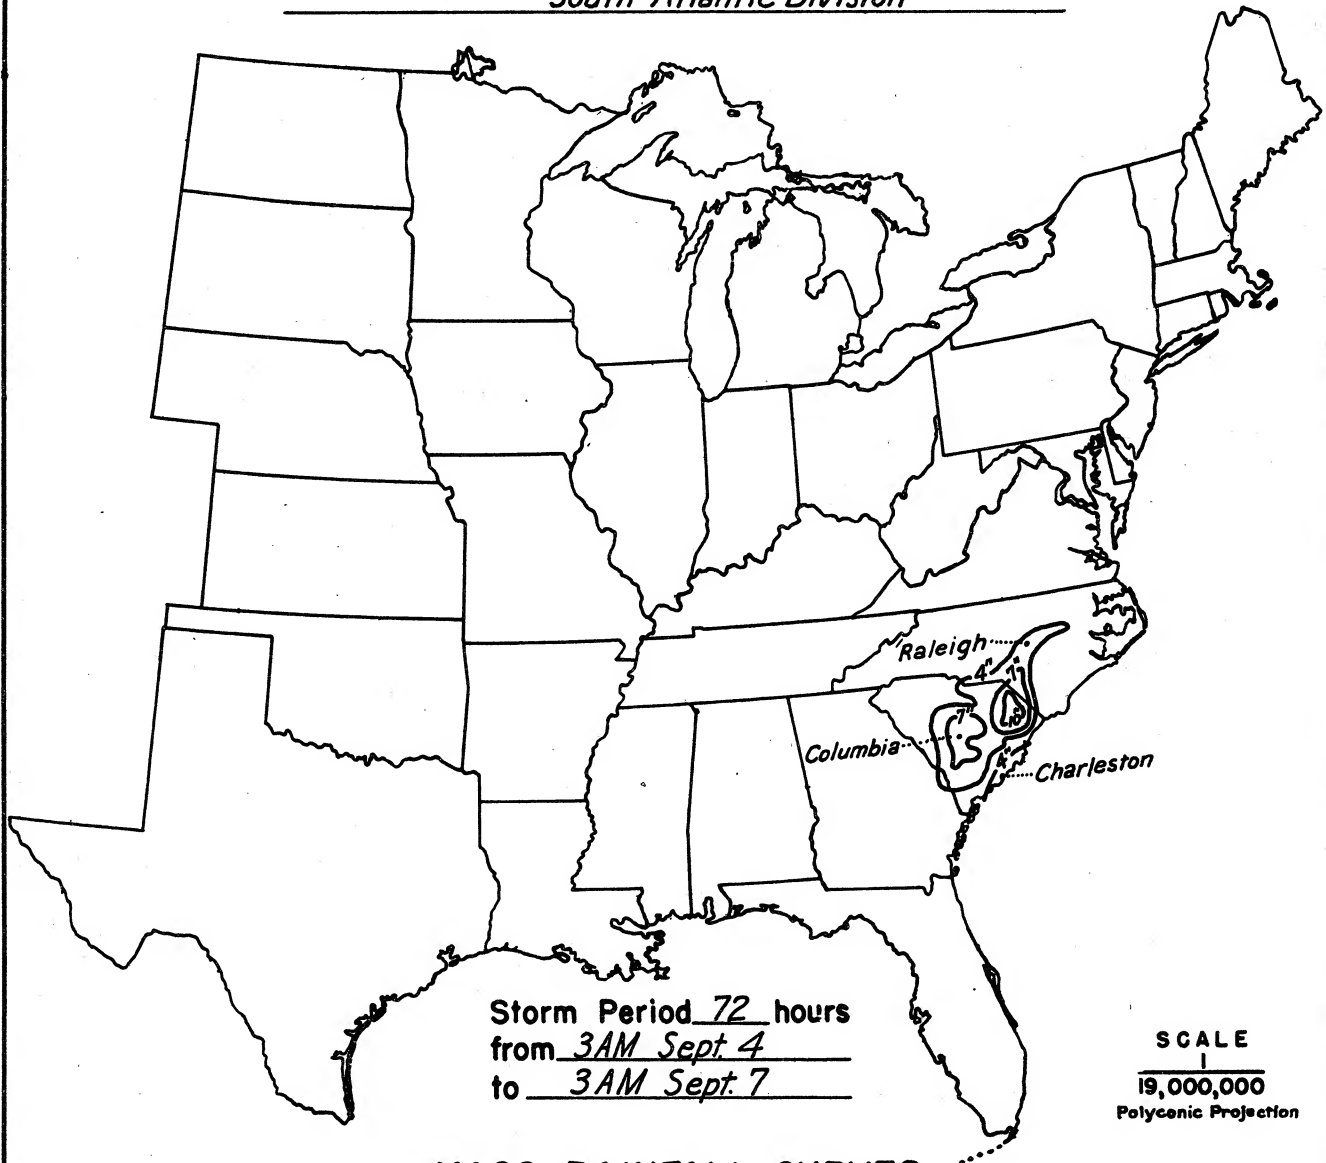 South Atlantic Division
Raleigh
4" 7"
10"
7"
Columbia
4"
Charleston
Storm Period 72 hours
from 3AM Sept. 4
to 3AM Sept. 7
SCALE
1
19,000,000
Polyconic Projection
MASS RAINFALL CURVES